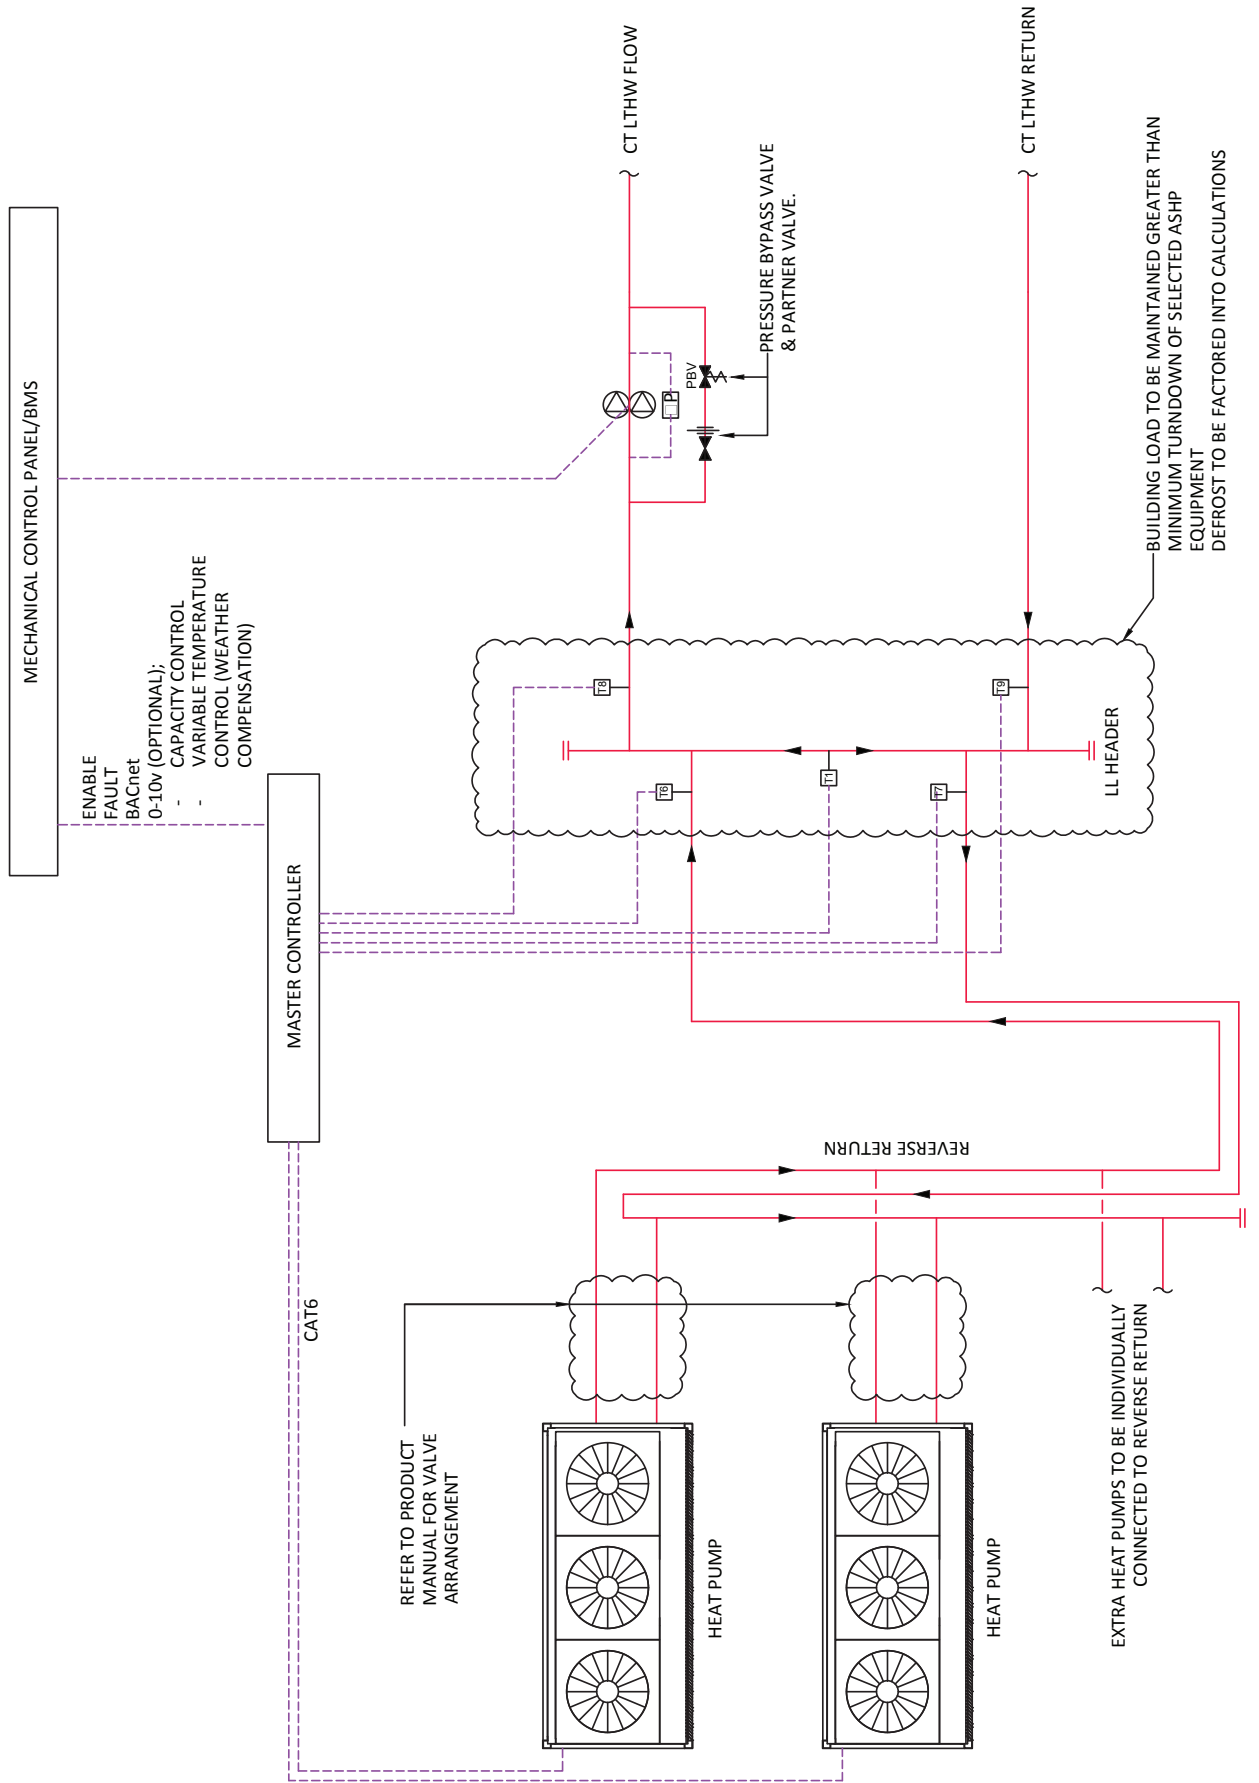 MECHANICAL CONTROL PANEL/BMS
ENABLE
FAULT
BACnet
0-10v (OPTIONAL);
- CAPACITY CONTROL
- VARIABLE TEMPERATURE
CONTROL (WEATHER
COMPENSATION)
MASTER CONTROLLER
CAT6
REFER TO PRODUCT
MANUAL FOR VALVE
ARRANGEMENT
HEAT PUMP
HEAT PUMP
EXTRA HEAT PUMPS TO BE INDIVIDUALLY
CONNECTED TO REVERSE RETURN
REVERSE RETURN
T8
T6
T1
T7
T9
LL HEADER
P
PBV
PRESSURE BYPASS VALVE
& PARTNER VALVE.
CT LTHW FLOW
CT LTHW RETURN
BUILDING LOAD TO BE MAINTAINED GREATER THAN
MINIMUM TURNDOWN OF SELECTED ASHP
EQUIPMENT
DEFROST TO BE FACTORED INTO CALCULATIONS